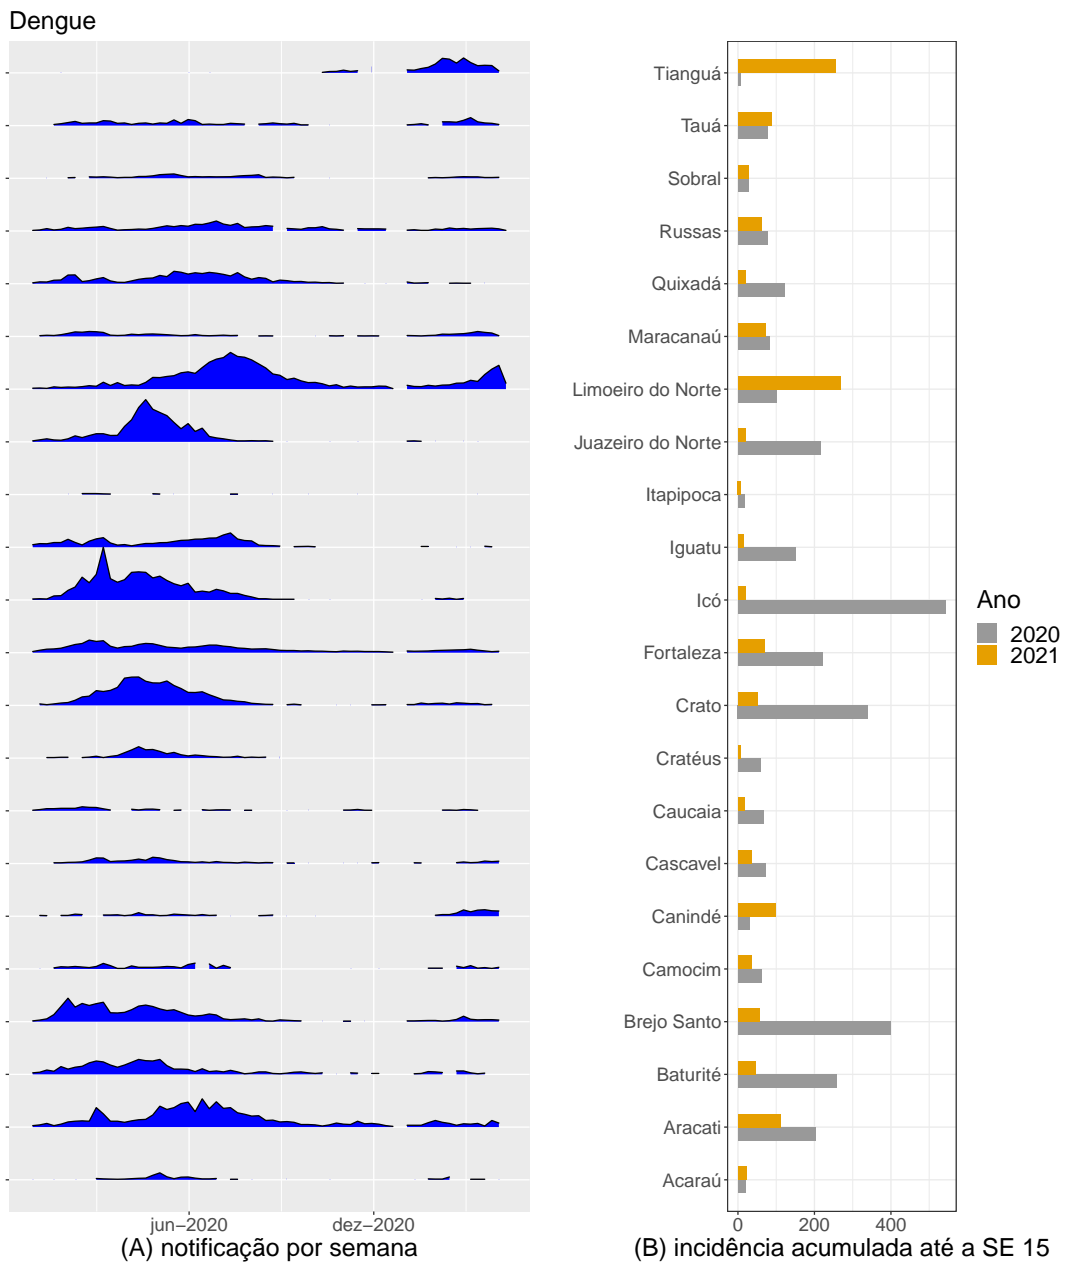 Dengue
Tianguá
Tauá
Sobral
Russas
Quixadá
Maracanaú
Limoeiro do Norte
Juazeiro do Norte
Itapipoca
Iguatu
Icó
Fortaleza
Crato
Cratéus
Caucaia
Cascavel
Canindé
Camocim
Brejo Santo
Baturité
Aracati
Acaraú
Ano
2020
2021
jun−2020 dez−2020
0 200 400
(A) notificação por semana
(B) incidência acumulada até a SE 15